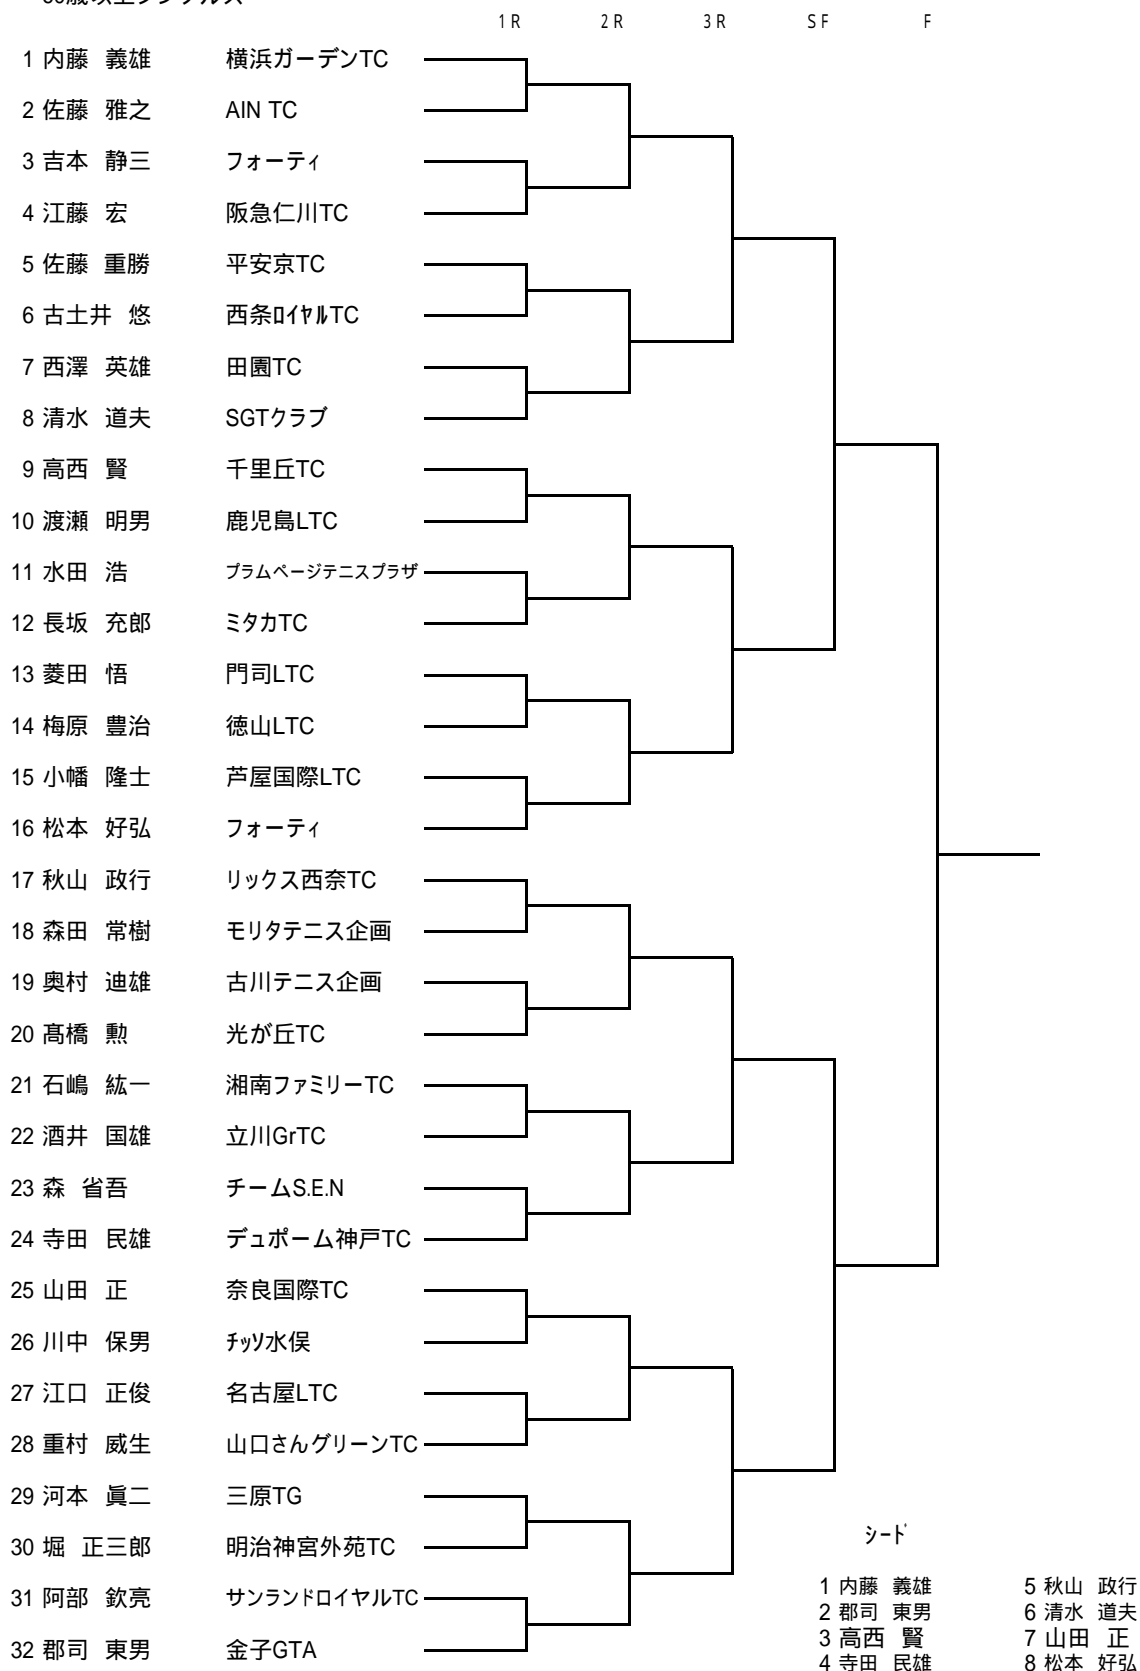 1R 2R 3R SF F
1 内藤 義雄 横浜ガーデンTC
2 佐藤 雅之 AIN TC
3 吉本 静三 フォーティ
4 江藤 宏 阪急仁川TC
5 佐藤 重勝 平安京TC
6 古土井 悠 西条ﾛｲﾔﾙTC
7 西澤 英雄 田園TC
8 清水 道夫 SGTクラブ
9 高西 賢 千里丘TC
10 渡瀬 明男 鹿児島LTC
11 水田 浩 プラムページテニスプラザ
12 長坂 充郎 ミタカTC
13 菱田 悟 門司LTC
14 梅原 豊治 徳山LTC
15 小幡 隆士 芦屋国際LTC
16 松本 好弘 フォーティ
17 秋山 政行 リックス西奈TC
18 森田 常樹 モリタテニス企画
19 奥村 迪雄 古川テニス企画
20 髙橋 勲 光が丘TC
21 石嶋 紘一 湘南ファミリーTC
22 酒井 国雄 立川GrTC
23 森 省吾 チームS.E.N
24 寺田 民雄 デュポーム神戸TC
25 山田 正 奈良国際TC
26 川中 保男 ﾁｯｿ水俣
27 江口 正俊 名古屋LTC
28 重村 威生 山口さんグリーンTC
29 河本 眞二 三原TG
30 堀 正三郎 明治神宮外苑TC
31 阿部 欽亮 サンランドロイヤルTC
32 郡司 東男 金子GTA
ｼｰﾄﾞ
1 内藤 義雄 5 秋山 政行
2 郡司 東男 6 清水 道夫
3 高西 賢 7 山田 正
4 寺田 民雄 8 松本 好弘